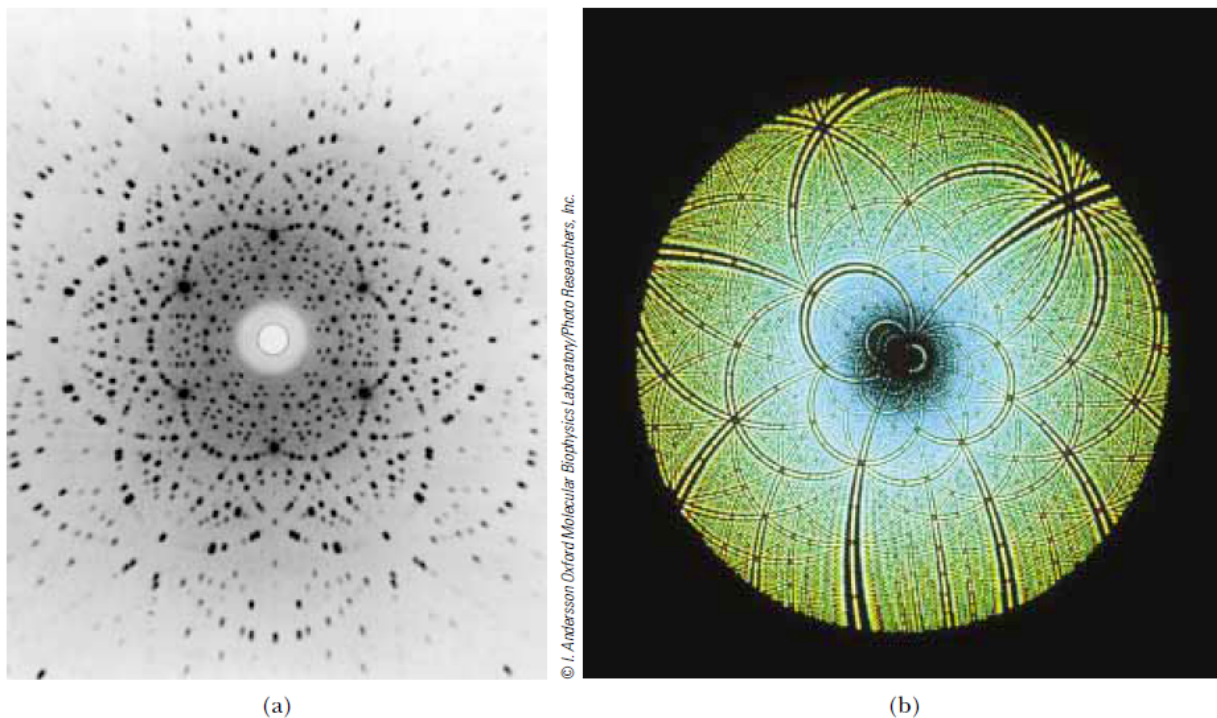 © I. Andersson Oxford Molecular Biophysics Laboratory/Photo Researchers, Inc.
(a)
(b)